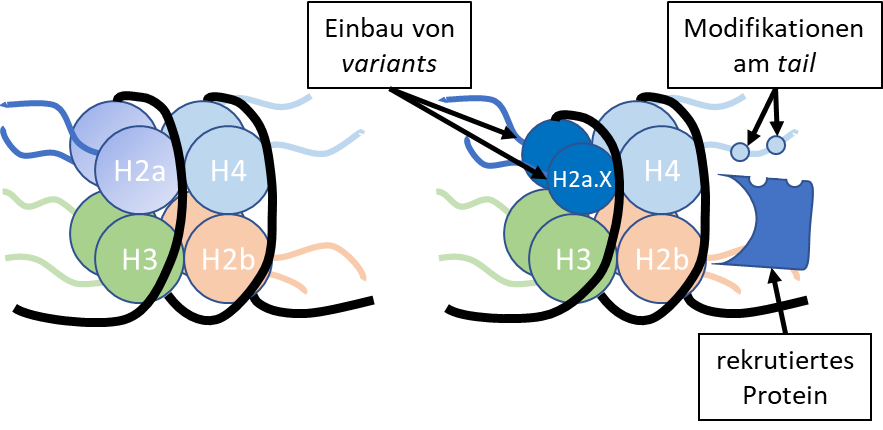 Einbau von
variants
Modifikationen
am tail
H2a
H4
H3
H2b
H2a.X
H4
H3
H2b
rekrutiertes
Protein